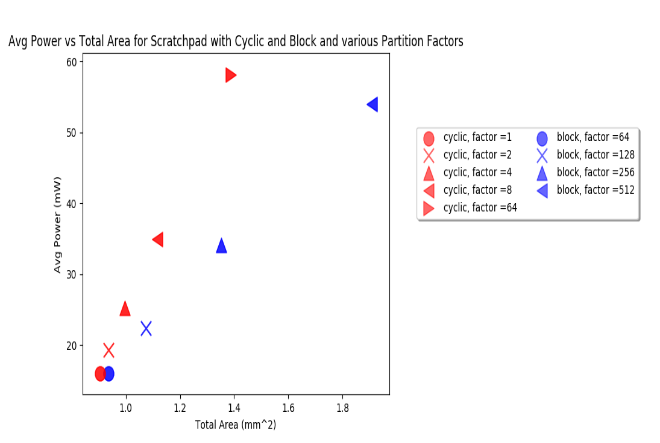 Avg Power vs Total Area for Scratchpad with Cyclic and Block and various Partition Factors
60
50
40
30
20
Avg Power (mW)
1.0 1.2 1.4 1.6 1.8
Total Area (mm^2)
cyclic, factor =1
cyclic, factor =2
cyclic, factor =4
cyclic, factor =8
cyclic, factor =64
block, factor =64
block, factor =128
block, factor =256
block, factor =512